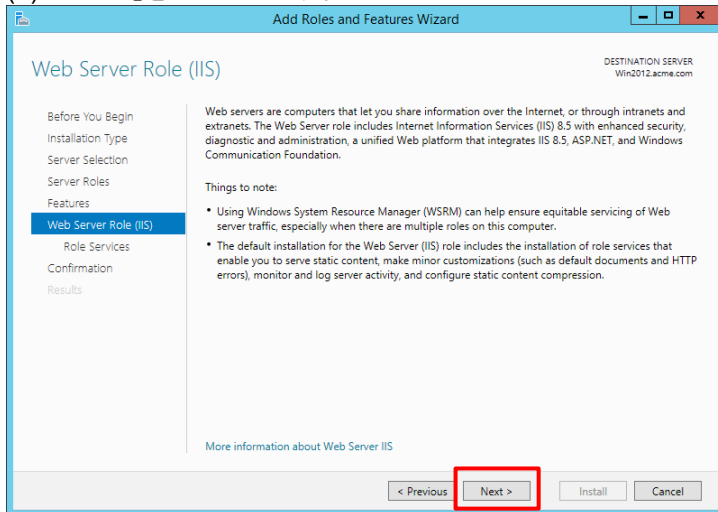 Add Roles and Features Wizard
Web Server Role (IIS)
DESTINATION SERVER
Win2012.acme.com
Before You Begin
Installation Type
Server Selection
Server Roles
Features
Web Server Role (IIS)
Role Services
Confirmation
Results
Web servers are computers that let you share information over the Internet, or through intranets and
extranets. The Web Server role includes Internet Information Services (IIS) 8.5 with enhanced security,
diagnostic and administration, a unified Web platform that integrates IIS 8.5, ASP.NET, and Windows
Communication Foundation.
Things to note:
• Using Windows System Resource Manager (WSRM) can help ensure equitable servicing of Web
server traffic, especially when there are multiple roles on this computer.
• The default installation for the Web Server (IIS) role includes the installation of role services that
enable you to serve static content, make minor customizations (such as default documents and HTTP
errors), monitor and log server activity, and configure static content compression.
More information about Web Server IIS
< Previous
Next >
Install
Cancel